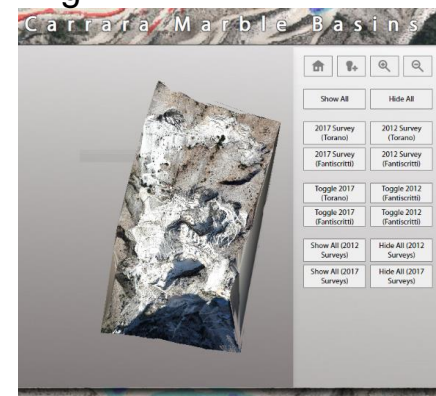 Carrara Marble Basins
Show All
Hide All
2017 Survey
(Torano)
2012 Survey
(Torano)
2017 Survey
(Fantiscritti)
2012 Survey
(Fantiscritti)
Toggle 2017
(Torano)
Toggle 2012
(Fantiscritti)
Toggle 2017
(Fantiscritti)
Toggle 2012
(Fantiscritti)
Show All (2012
Surveys)
Hide All (2012
Surveys)
Show All (2017
Surveys)
Hide All (2017
Surveys)